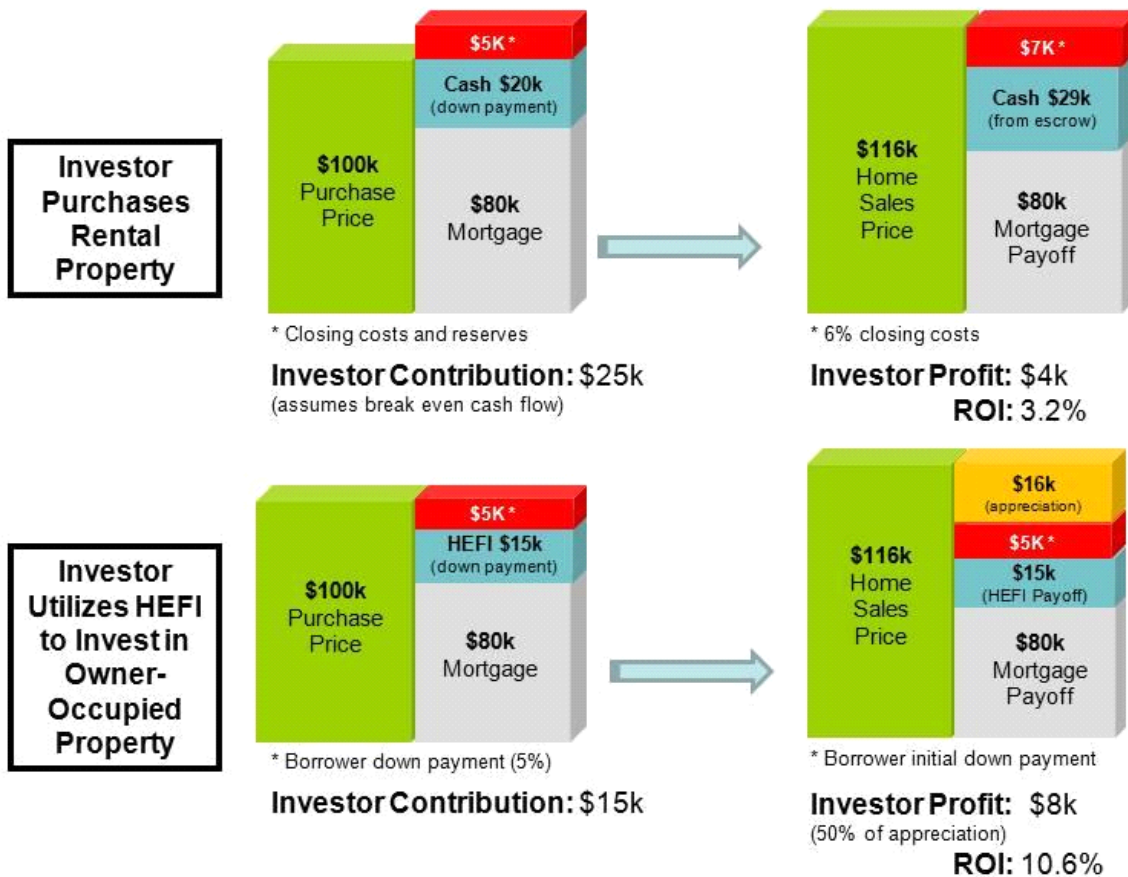 Investor
Purchases
Rental
Property
$5K *
Cash $20k
(down payment)
$100k
Purchase
Price
$80k
Mortgage
* Closing costs and reserves
Investor Contribution: $25k
(assumes break even cash flow)
$7K *
Cash $29k
(from escrow)
$116k
Home
Sales
Price
$80k
Mortgage
Payoff
* 6% closing costs
Investor Profit: $4k
ROI: 3.2%
Investor
Utilizes HEFI
to Invest in
Owner-
Occupied
Property
$5K *
HEFI $15k
(down payment)
$100k
Purchase
Price
$80k
Mortgage
* Borrower down payment (5%)
Investor Contribution: $15k
$16k
(appreciation)
$5K *
$15k
(HEFI Payoff)
$116k
Home
Sales
Price
$80k
Mortgage
Payoff
* Borrower initial down payment
Investor Profit: $8k
(50% of appreciation)
ROI: 10.6%